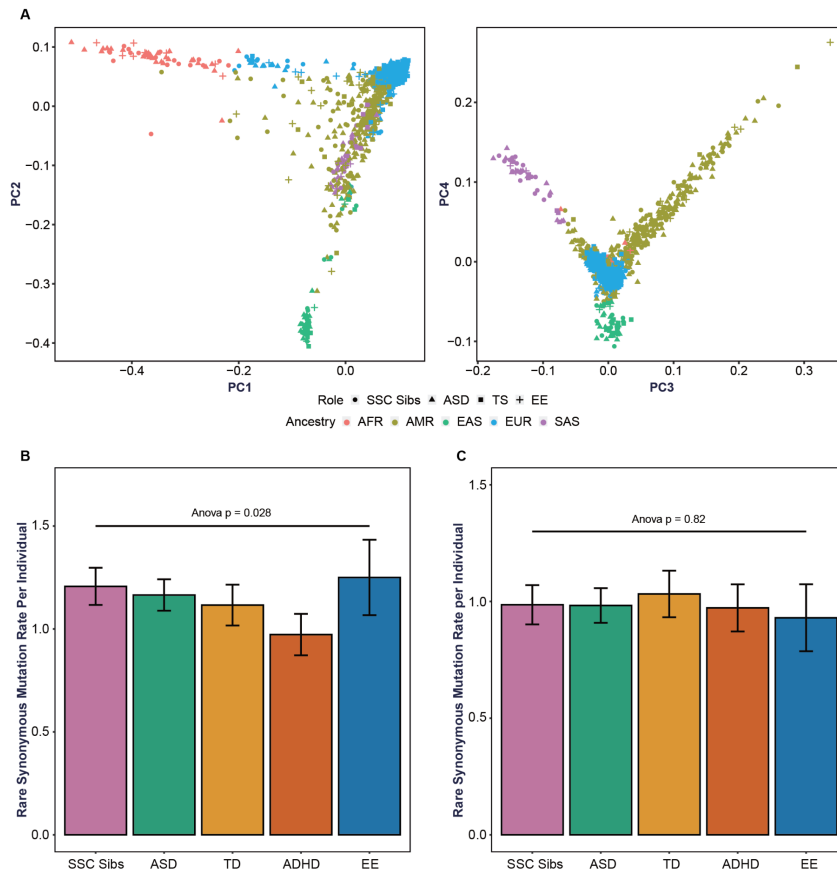 A
0.1
0.0
−0.1
−0.2
−0.3
−0.4
PC2
−0.4
−0.2
0.0
PC1
0.2
0.1
0.0
−0.1
PC4
−0.2
−0.1
0.0
0.1
0.2
0.3
PC3
Role SSC Sibs ASD TS EE
Ancestry AFR AMR EAS EUR SAS
B
Rare Synonymous Mutation Rate Per Individual
1.5
1.0
0.5
0.0
Anova p = 0.028
SSC Sibs ASD TD ADHD EE
C
Rare Synonymous Mutation Rate per Individual
1.5
1.0
0.5
0.0
Anova p = 0.82
SSC Sibs ASD TD ADHD EE